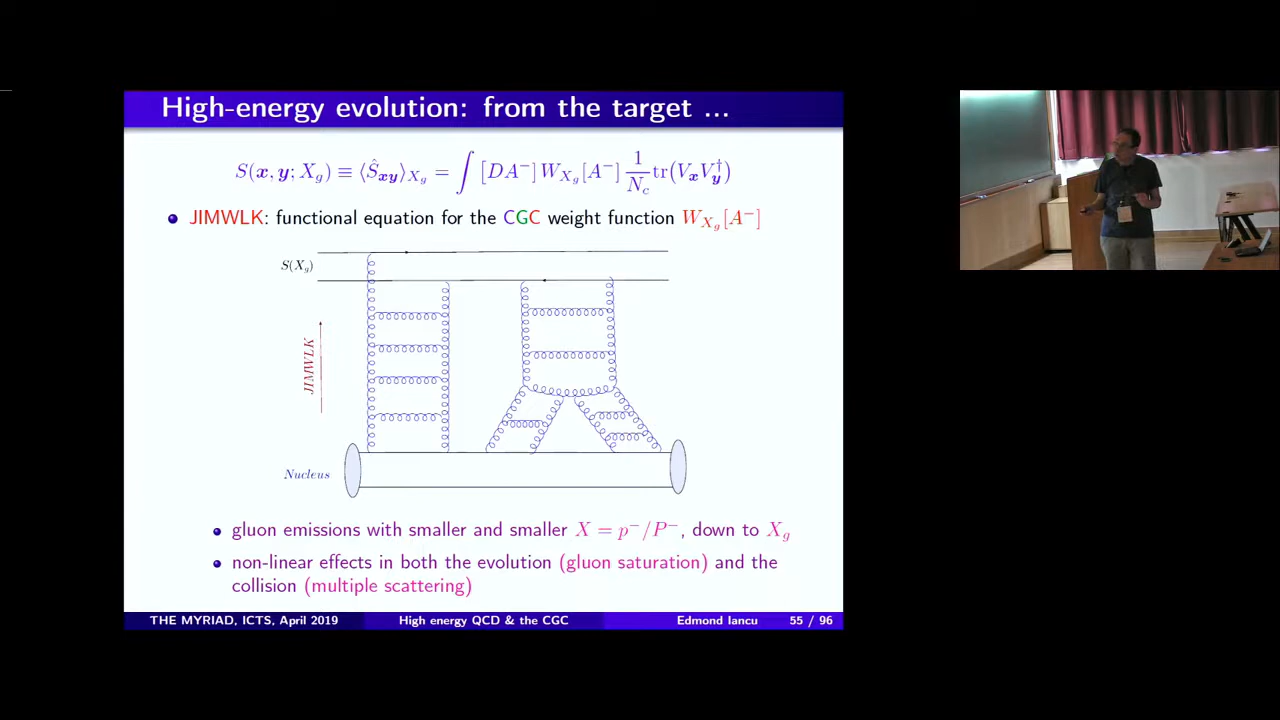 High-energy evolution: from the target ...
S(x, y; X_g) ≡ ⟨Ŝ_xy⟩_X_g = ∫ [DA⁻] W_X_g[A⁻] 1/N_c tr(V_x V_y†)
JIMWLK: functional equation for the CGC weight function W_X_g[A⁻]
S(X_g)
JIMWLK
Nucleus
gluon emissions with smaller and smaller X = p⁻/P⁻, down to X_g
non-linear effects in both the evolution (gluon saturation) and the
collision (multiple scattering)
THE MYRIAD, ICTS, April 2019 High energy QCD & the CGC Edmond Iancu 55 / 96